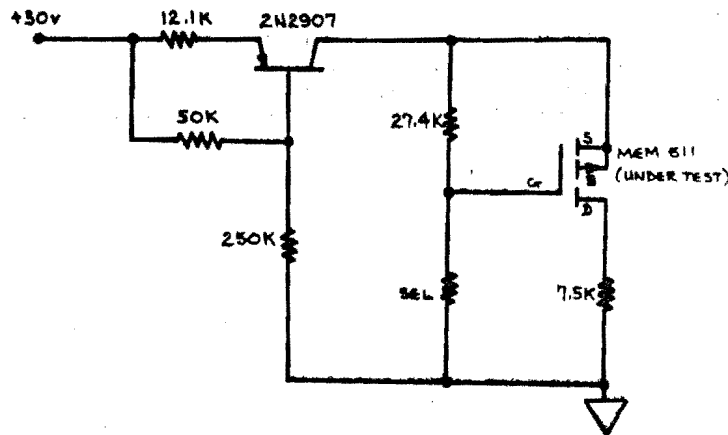 +30V
12.1K
2N2907
50K
27.4K
S
MEM 511
(UNDER TEST)
B
G
D
250K
SEL
7.5K